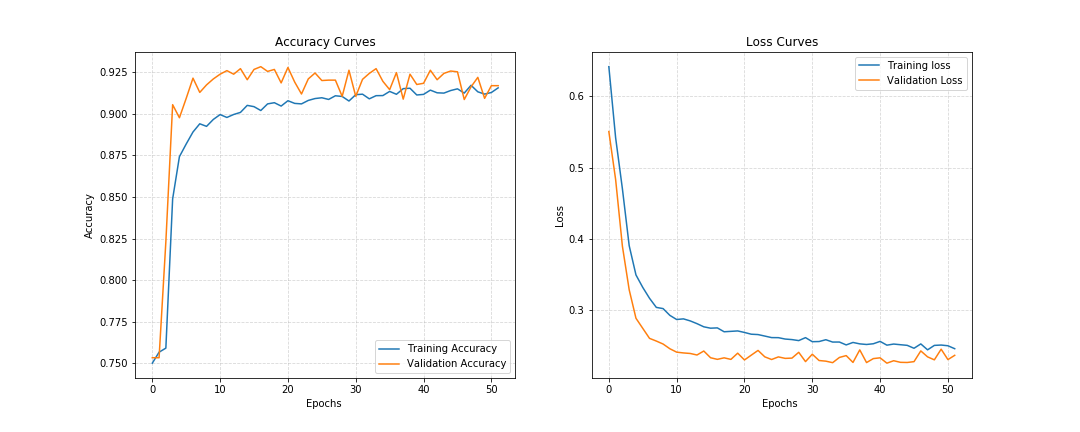 Accuracy Curves
Accuracy
0.925
0.900
0.875
0.850
0.825
0.800
0.775
0.750
Training Accuracy
Validation Accuracy
0 10 20 30 40 50
Epochs
Loss Curves
Loss
0.6
0.5
0.4
0.3
Training loss
Validation Loss
0 10 20 30 40 50
Epochs